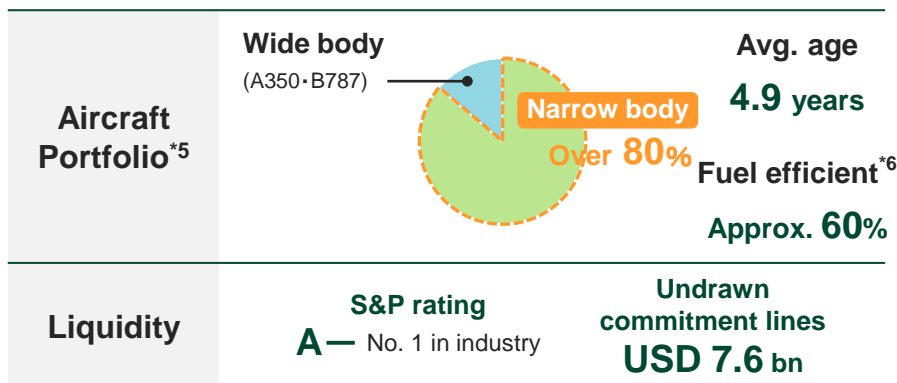 Aircraft
Portfolio*5
Wide body
(A350・B787)
Narrow body
Over 80%
Avg. age
4.9 years
Fuel efficient*6
Approx. 60%
Liquidity
S&P rating
A— No. 1 in industry
Undrawn
commitment lines
USD 7.6 bn